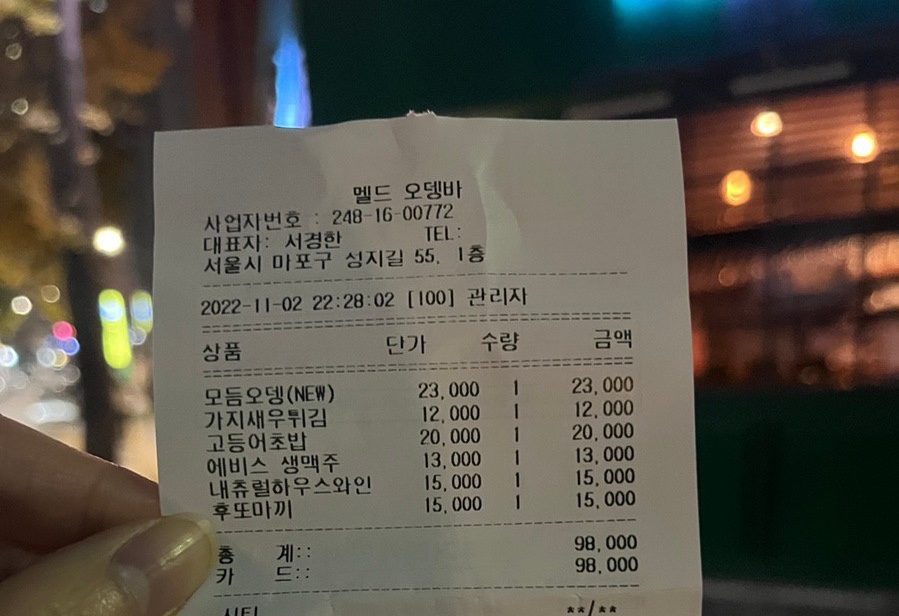 멜드 오뎅바
사업자번호 : 248-16-00772
대표자: 서경한 TEL:
서울시 마포구 성지길 55, 1층
2022-11-02 22:28:02 [100] 관리자
상품 단가 수량 금액
모듬오뎅(NEW) 23,000 1 23,000
가지새우튀김 12,000 1 12,000
고등어초밥 20,000 1 20,000
에비스 생맥주 13,000 1 13,000
내츄럴하우스와인 15,000 1 15,000
후또마끼 15,000 1 15,000
총 계:: 98,000
카 드:: 98,000
**/**